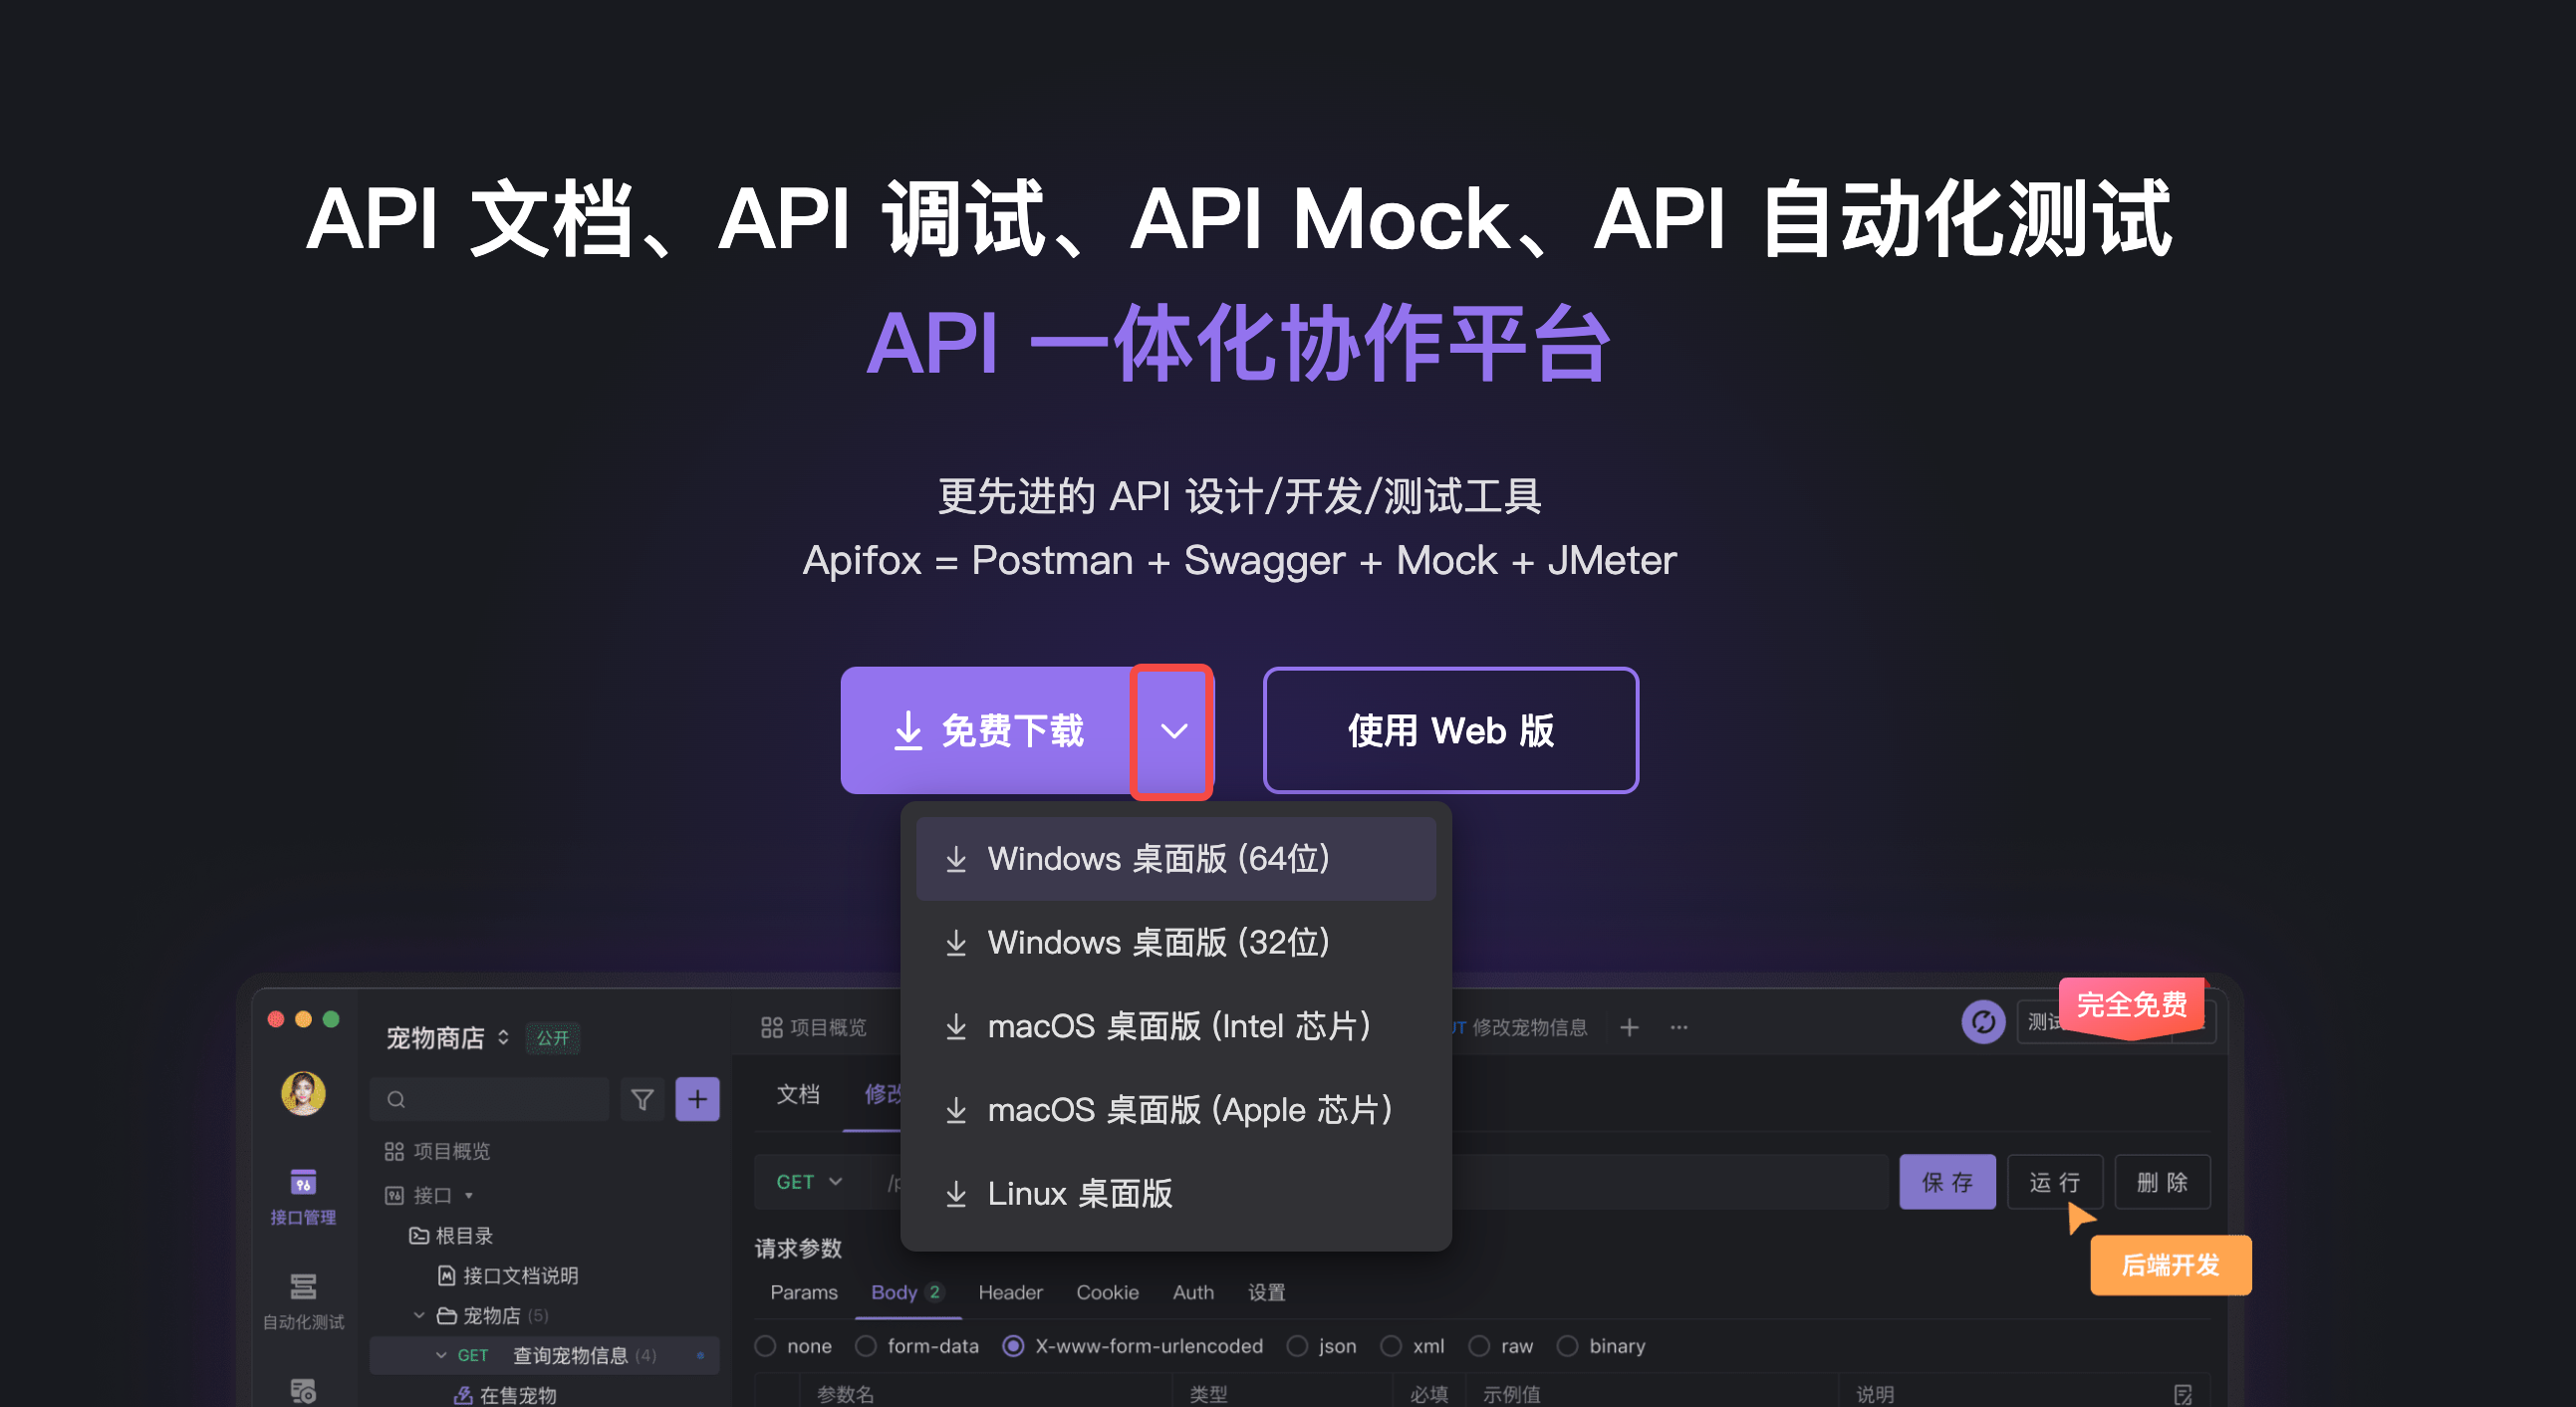 API 文档、API 调试、API Mock、API 自动化测试
API 一体化协作平台
更先进的 API 设计/开发/测试工具
Apifox = Postman + Swagger + Mock + JMeter
免费下载
使用 Web 版
Windows 桌面版 (64位)
Windows 桌面版 (32位)
macOS 桌面版 (Intel 芯片)
macOS 桌面版 (Apple 芯片)
Linux 桌面版
完全免费
宠物商店 公开
项目概览
修改宠物信息
测试
文档
修改
项目概览
接口
接口管理
GET
保存
运行
删除
根目录
后端开发
请求参数
接口文档说明
Params Body 2 Header Cookie Auth 设置
自动化测试
宠物店 (5)
GET 查询宠物信息 (4)
none form-data X-www-form-urlencoded json xml raw binary
在售宠物
参数名 类型 必填 示例值 说明